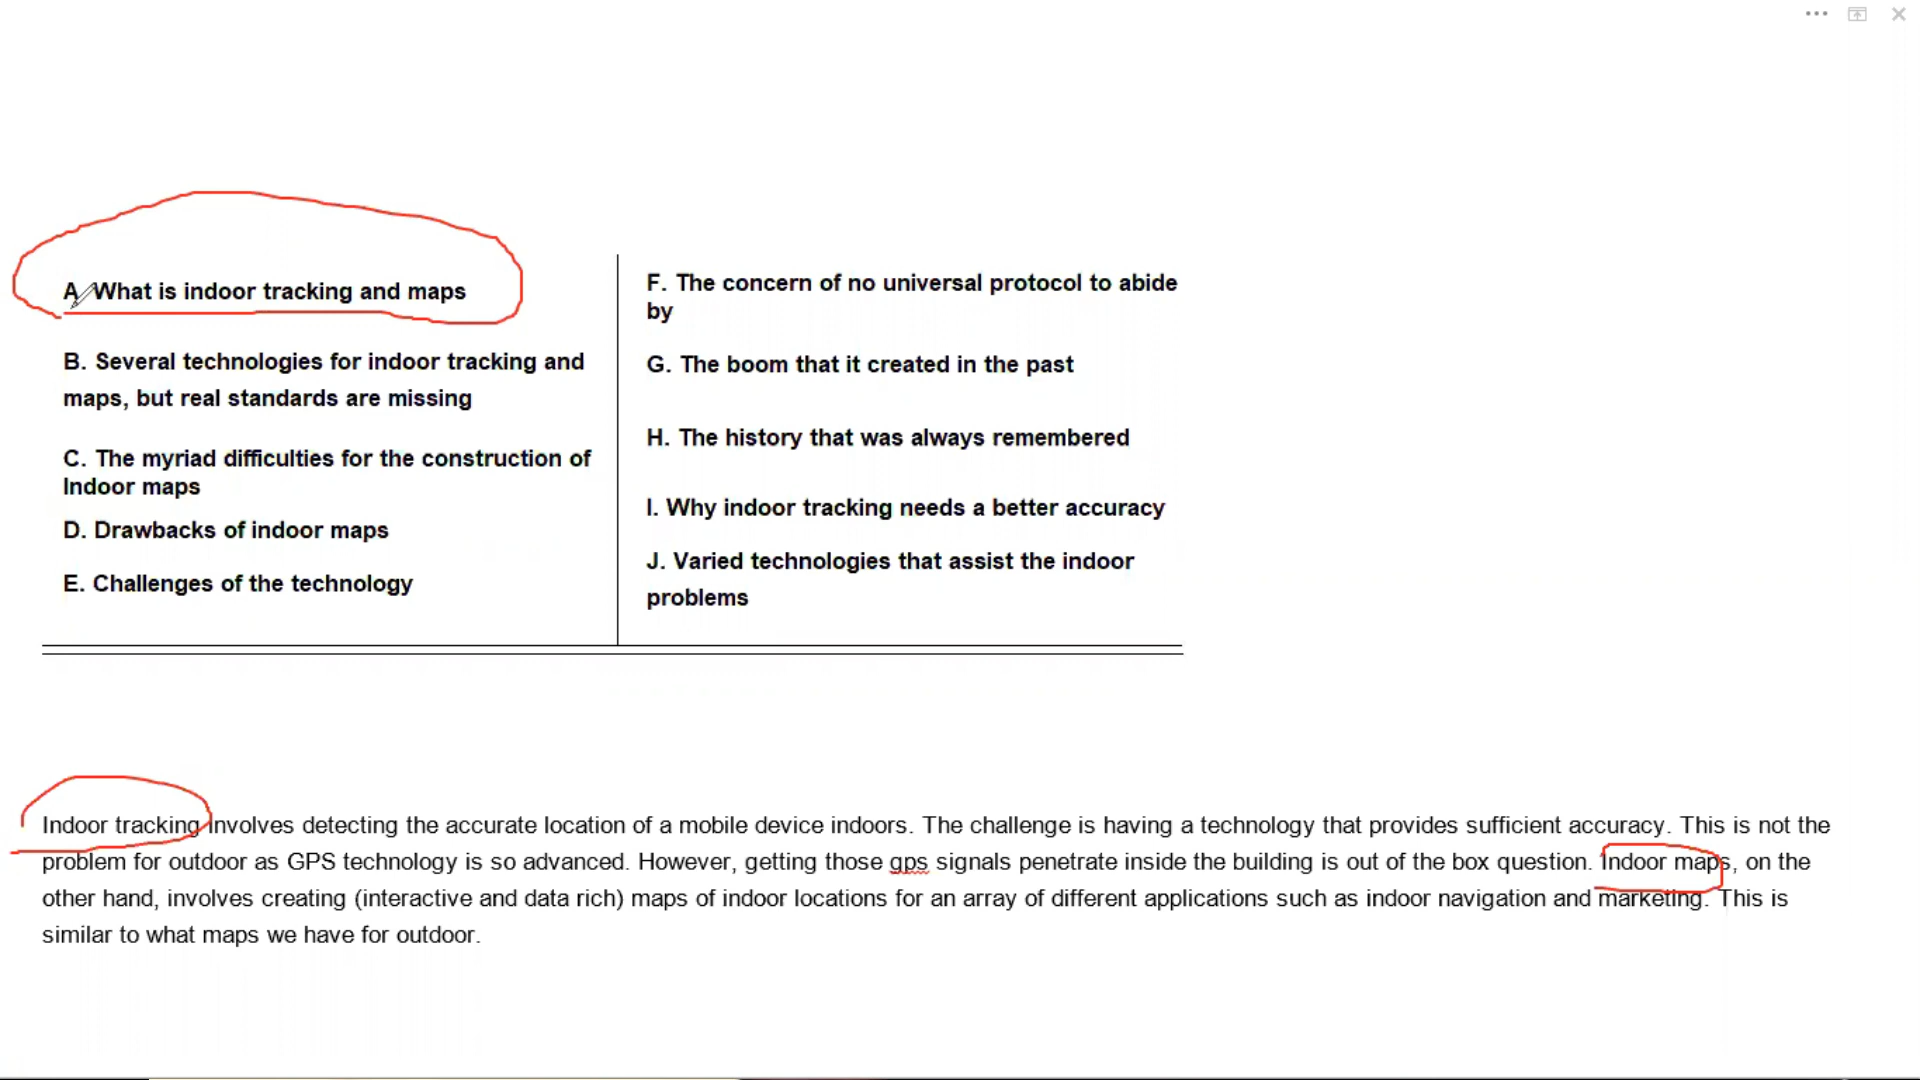 A. What is indoor tracking and maps
B. Several technologies for indoor tracking and
maps, but real standards are missing
C. The myriad difficulties for the construction of
Indoor maps
D. Drawbacks of indoor maps
E. Challenges of the technology
F. The concern of no universal protocol to abide
by
G. The boom that it created in the past
H. The history that was always remembered
I. Why indoor tracking needs a better accuracy
J. Varied technologies that assist the indoor
problems
Indoor tracking involves detecting the accurate location of a mobile device indoors. The challenge is having a technology that provides sufficient accuracy. This is not the
problem for outdoor as GPS technology is so advanced. However, getting those gps signals penetrate inside the building is out of the box question. Indoor maps, on the
other hand, involves creating (interactive and data rich) maps of indoor locations for an array of different applications such as indoor navigation and marketing. This is
similar to what maps we have for outdoor.